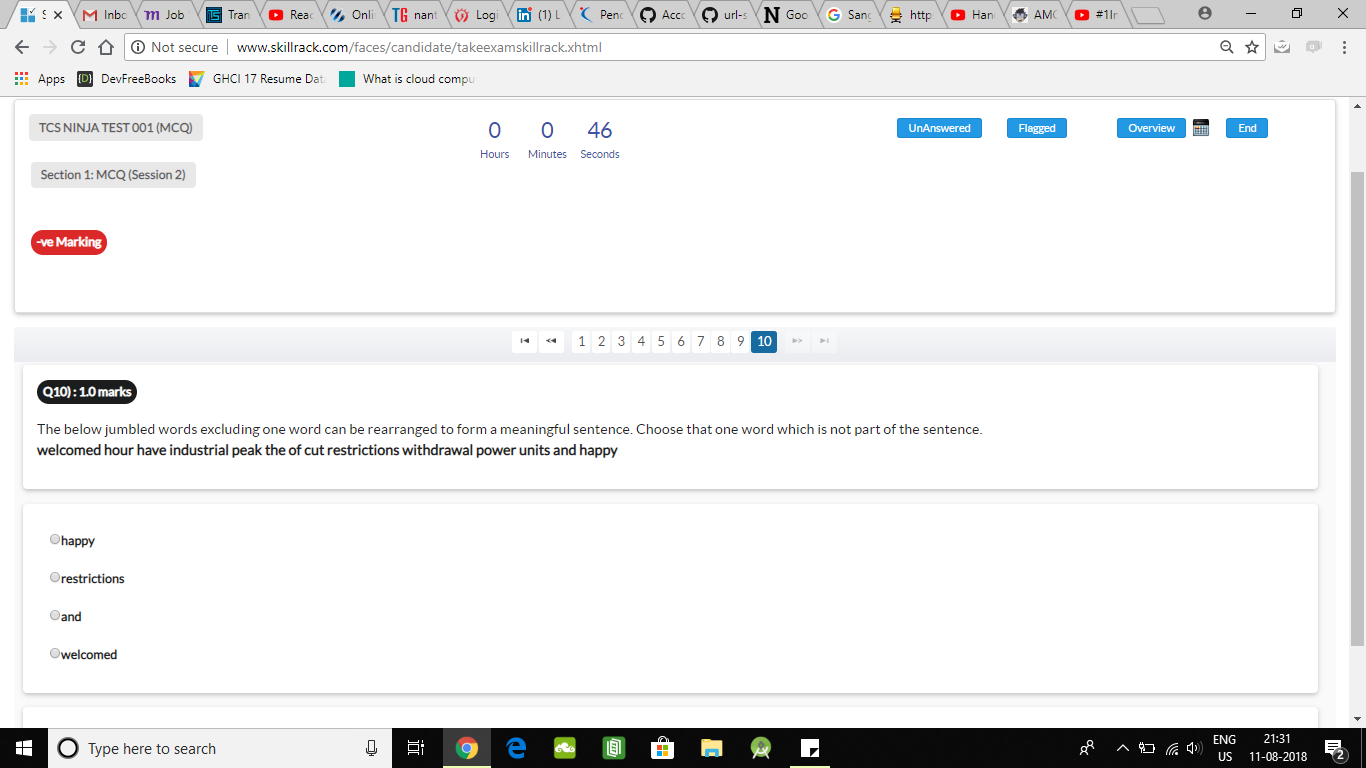 S
Inbo
Job
Tran
Reac
Onli
nant
Logi
(1) L
Penc
Acco
url-s
Goo
Sang
http
Han
AMC
#1Ir
Not secure
www.skillrack.com/faces/candidate/takeexamskillrack.xhtml
Apps
DevFreeBooks
GHCI 17 Resume Dat
What is cloud compu
TCS NINJA TEST 001 (MCQ)
0 0 46
Hours Minutes Seconds
UnAnswered
Flagged
Overview
End
Section 1: MCQ (Session 2)
-ve Marking
1 2 3 4 5 6 7 8 9 10
Q10) : 1.0 marks
The below jumbled words excluding one word can be rearranged to form a meaningful sentence. Choose that one word which is not part of the sentence.
welcomed hour have industrial peak the of cut restrictions withdrawal power units and happy
happy
restrictions
and
welcomed
Type here to search
ENG
US
21:31
11-08-2018
2